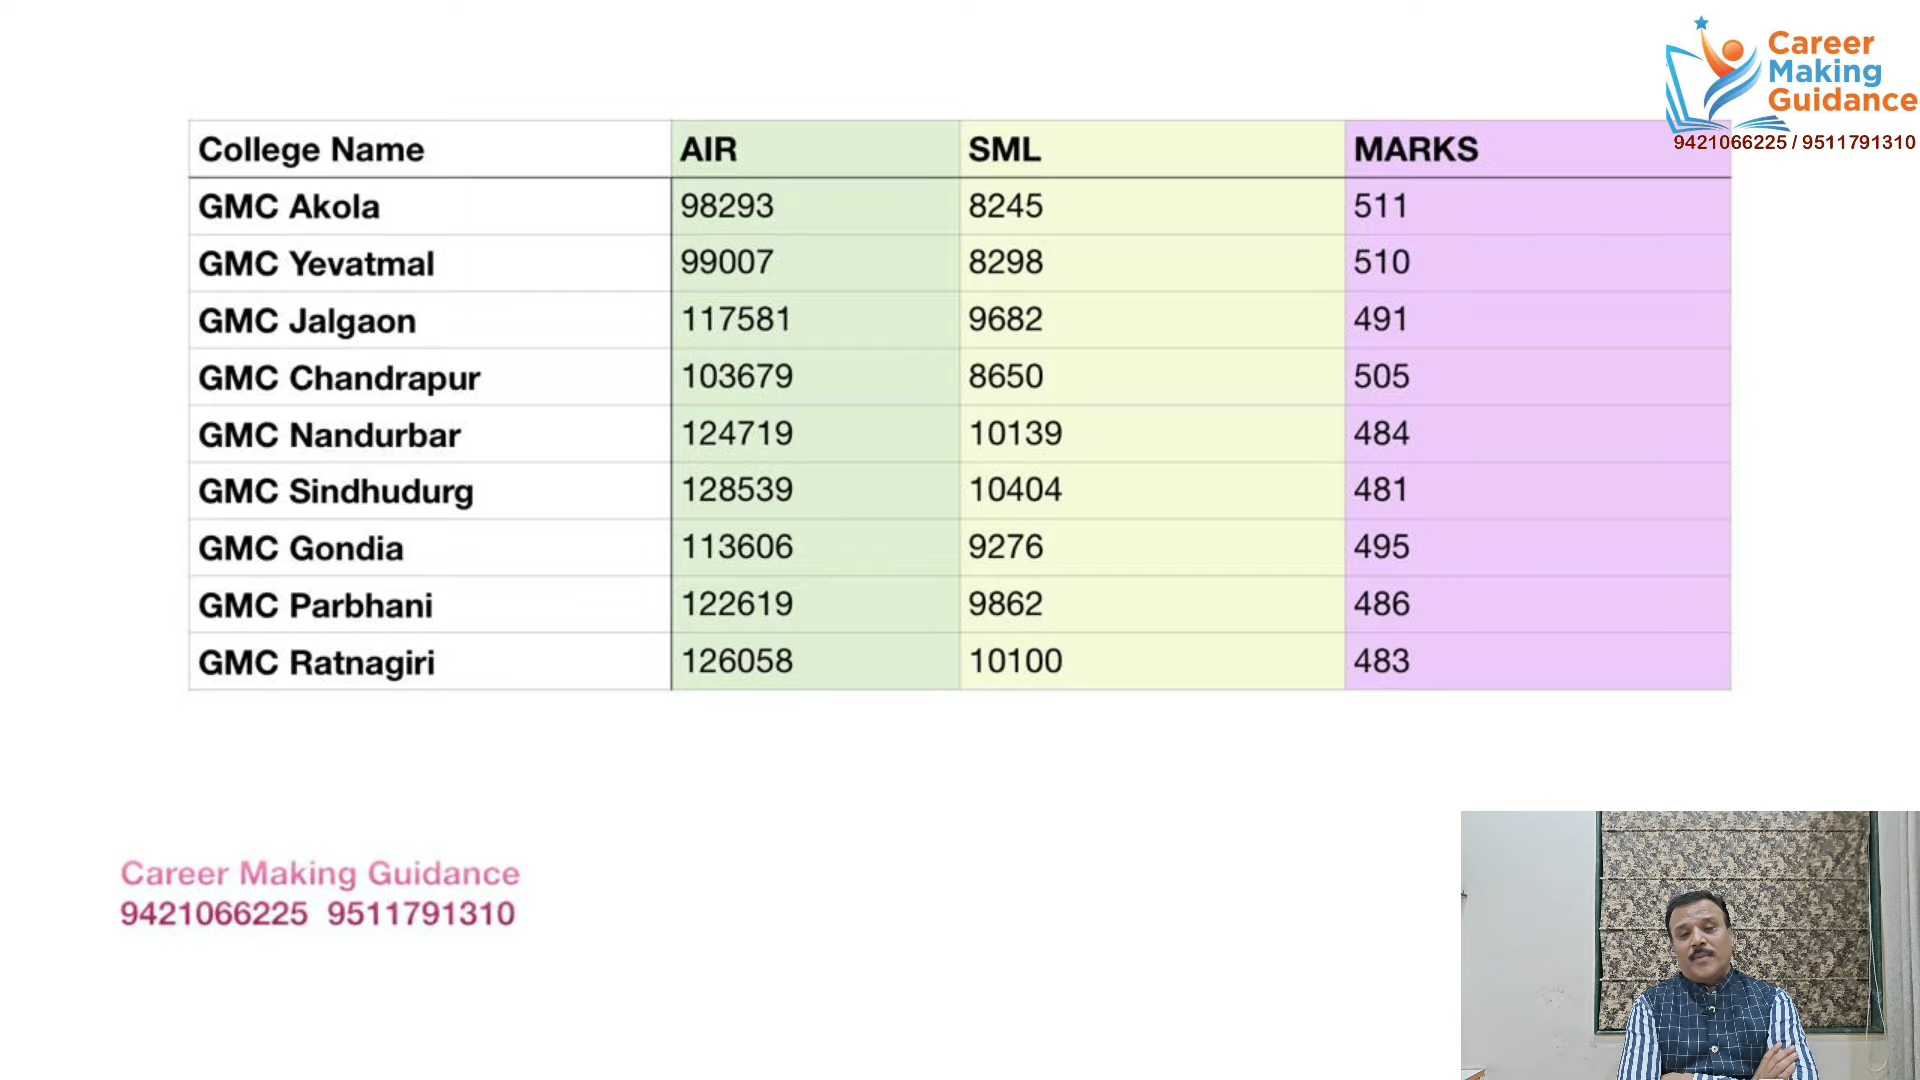 Career
Making
Guidance
9421066225 / 9511791310
College Name AIR SML MARKS
GMC Akola 98293 8245 511
GMC Yevatmal 99007 8298 510
GMC Jalgaon 117581 9682 491
GMC Chandrapur 103679 8650 505
GMC Nandurbar 124719 10139 484
GMC Sindhudurg 128539 10404 481
GMC Gondia 113606 9276 495
GMC Parbhani 122619 9862 486
GMC Ratnagiri 126058 10100 483
Career Making Guidance
9421066225 9511791310